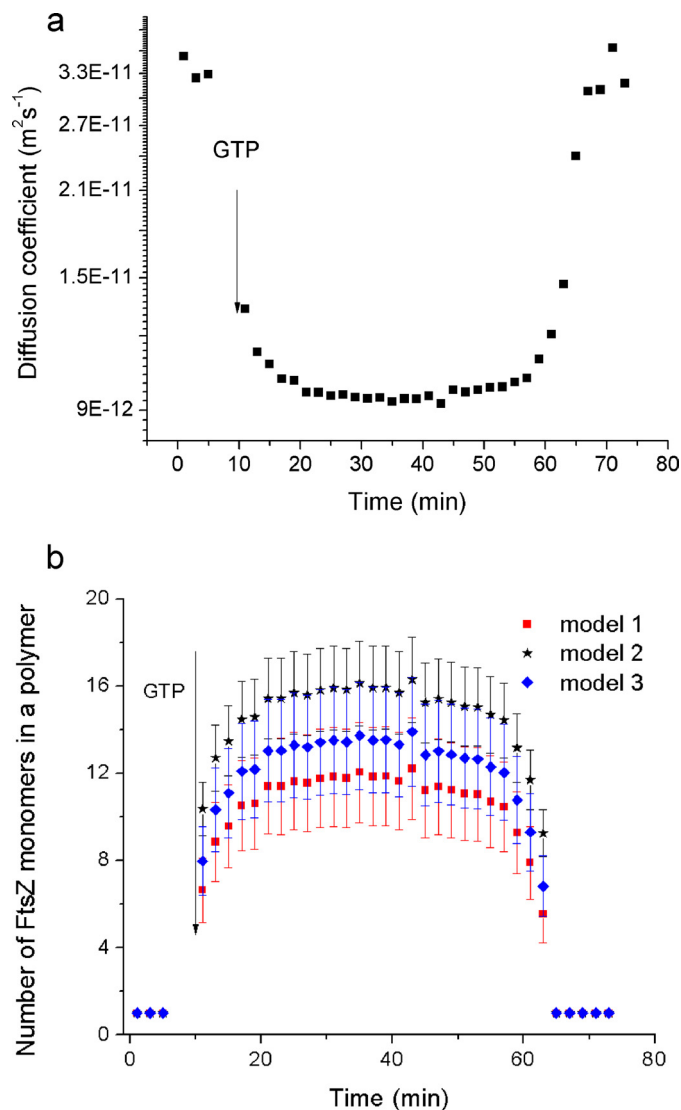 a
Diffusion coefficient (m²s⁻¹)
3.3E-11
2.7E-11
2.1E-11
1.5E-11
9E-12
GTP
0 10 20 30 40 50 60 70 80
Time (min)
b
Number of FtsZ monomers in a polymer
20
16
12
8
4
0
GTP
model 1
model 2
model 3
0 20 40 60 80
Time (min)